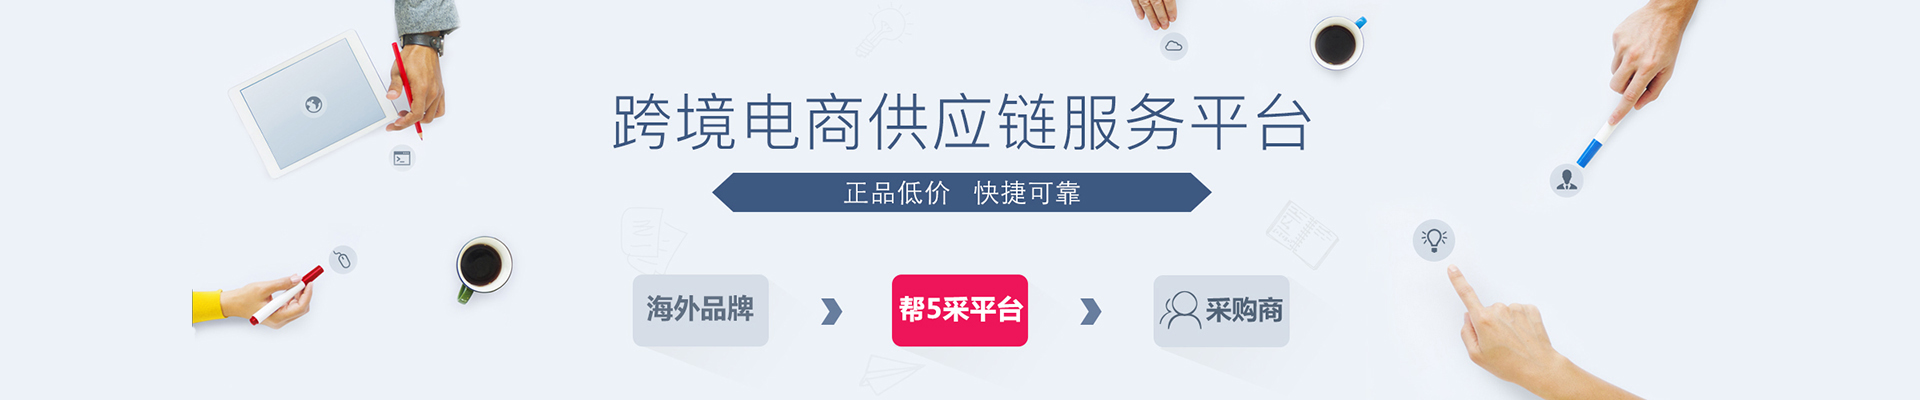 跨境电商供应链服务平台
正品低价 快捷可靠
海外品牌
帮5采平台
采购商